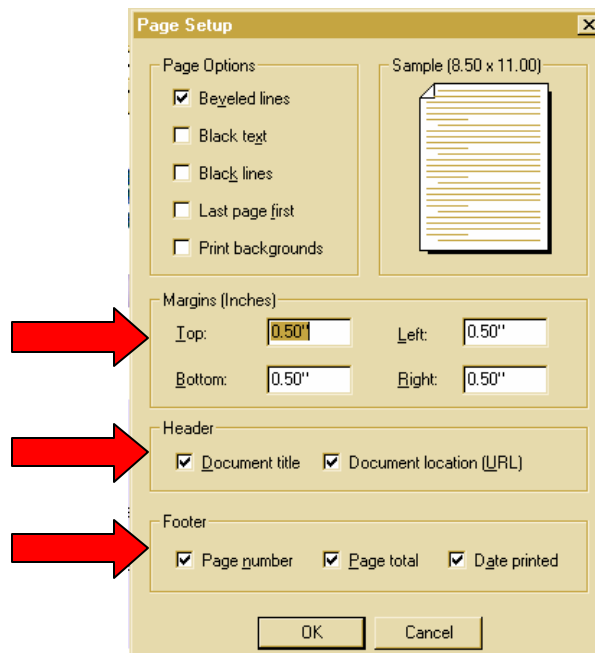 Page Setup
Page Options
Beveled lines
Black text
Black lines
Last page first
Print backgrounds
Sample (8.50 x 11.00)
Margins (Inches)
Top: 0.50" Left: 0.50"
Bottom: 0.50" Right: 0.50"
Header
Document title Document location (URL)
Footer
Page number Page total Date printed
OK Cancel